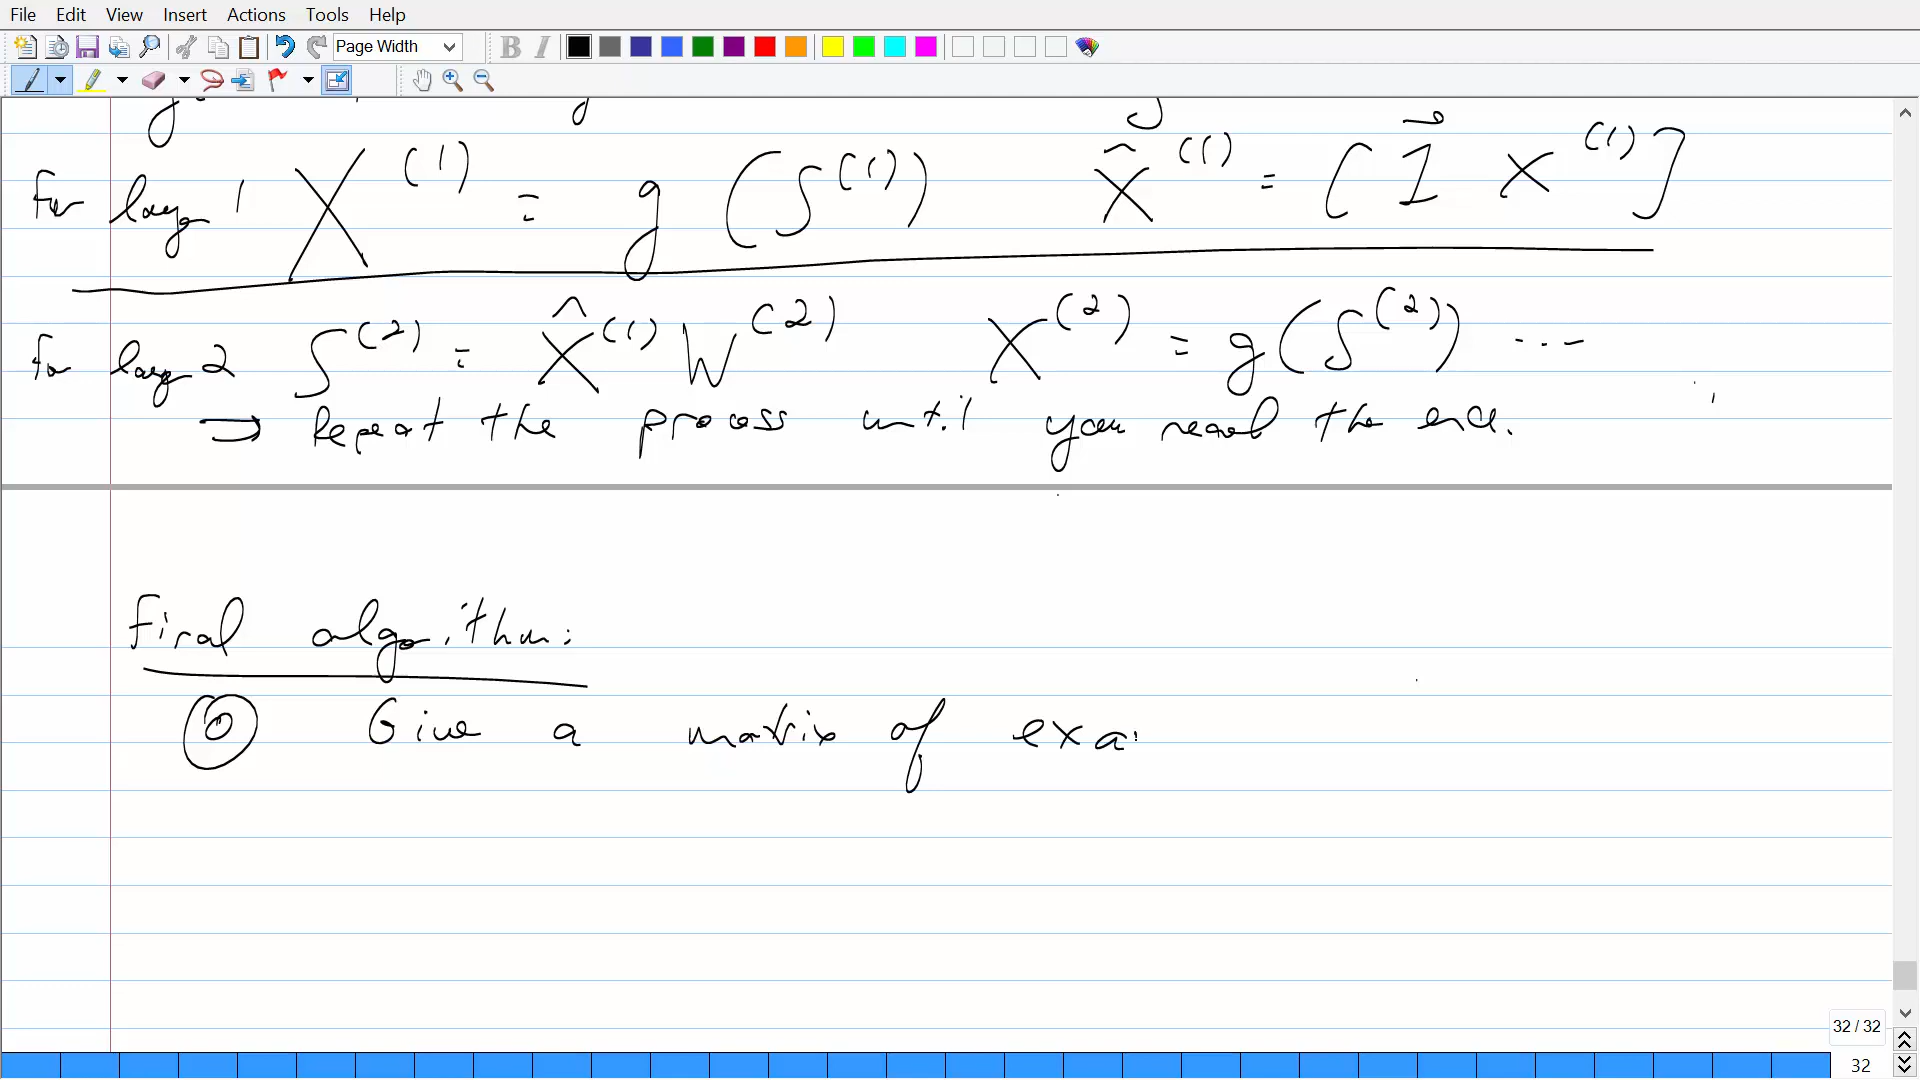 File Edit View Insert Actions Tools Help
Page Width
B I
For layer 1 X^(1) = g(S^(1)) X̂^(1) = [1⃗ X^(1)]
For layer 2 S^(2) = X̂^(1) W^(2) X^(2) = g(S^(2)) ...
⇒ Repeat the process until you reach the end.
Final algorithm:
⓪ Give a matrix of exa
32 / 32
32